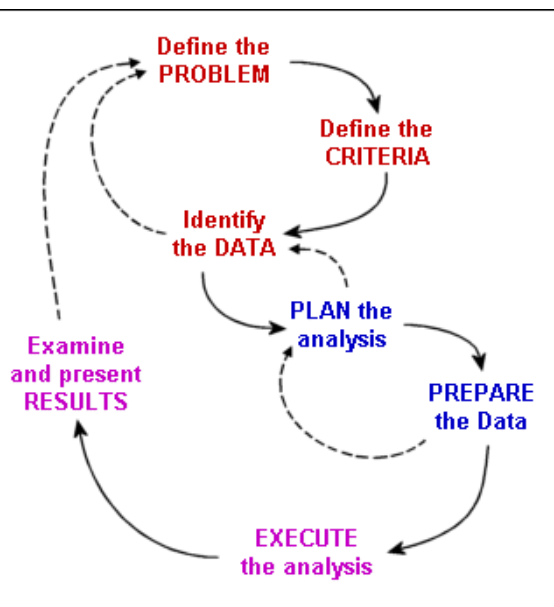 Define the
PROBLEM
Define the
CRITERIA
Identify
the DATA
PLAN the
analysis
PREPARE
the Data
EXECUTE
the analysis
Examine
and present
RESULTS